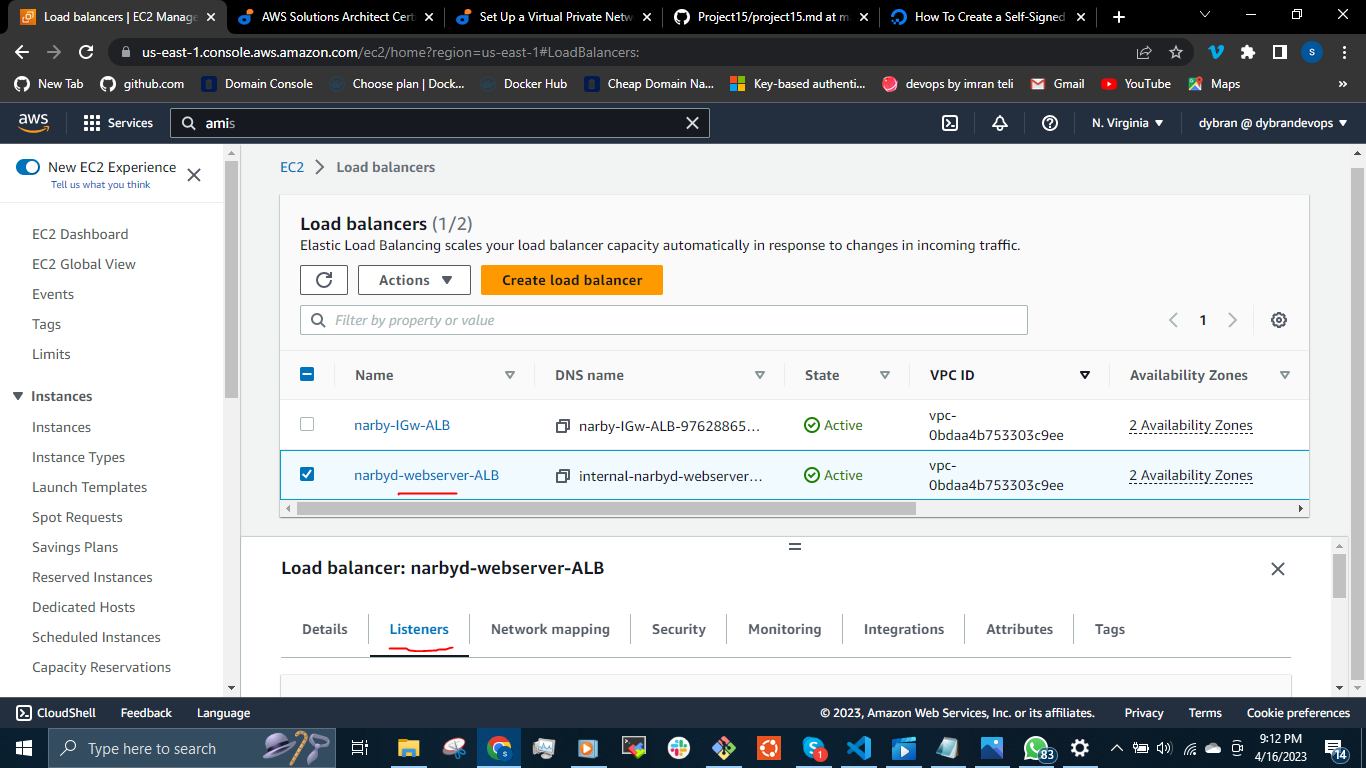 Load balancers | EC2 Manage
AWS Solutions Architect Certi
Set Up a Virtual Private Netw
Project15/project15.md at ma
How To Create a Self-Signed
us-east-1.console.aws.amazon.com/ec2/home?region=us-east-1#LoadBalancers:
S
New Tab
github.com
Domain Console
Choose plan | Dock...
Docker Hub
Cheap Domain Na...
Key-based authenti...
devops by imran teli
Gmail
YouTube
Maps
»
aws
Services
amis
N. Virginia
dybran @ dybrandevops
New EC2 Experience
Tell us what you think
EC2 Dashboard
EC2 Global View
Events
Tags
Limits
Instances
Instances
Instance Types
Launch Templates
Spot Requests
Savings Plans
Reserved Instances
Dedicated Hosts
Scheduled Instances
Capacity Reservations
EC2
Load balancers
Load balancers (1/2)
Elastic Load Balancing scales your load balancer capacity automatically in response to changes in incoming traffic.
Actions
Create load balancer
Filter by property or value
1
Name
DNS name
State
VPC ID
Availability Zones
narby-IGw-ALB
narby-IGw-ALB-97628865...
Active
vpc-
0bdaa4b753303c9ee
2 Availability Zones
narbyd-webserver-ALB
internal-narbyd-webserver...
Active
vpc-
0bdaa4b753303c9ee
2 Availability Zones
Load balancer: narbyd-webserver-ALB
Details
Listeners
Network mapping
Security
Monitoring
Integrations
Attributes
Tags
CloudShell
Feedback
Language
© 2023, Amazon Web Services, Inc. or its affiliates.
Privacy
Terms
Cookie preferences
Type here to search
1
83
9:12 PM
4/16/2023
14